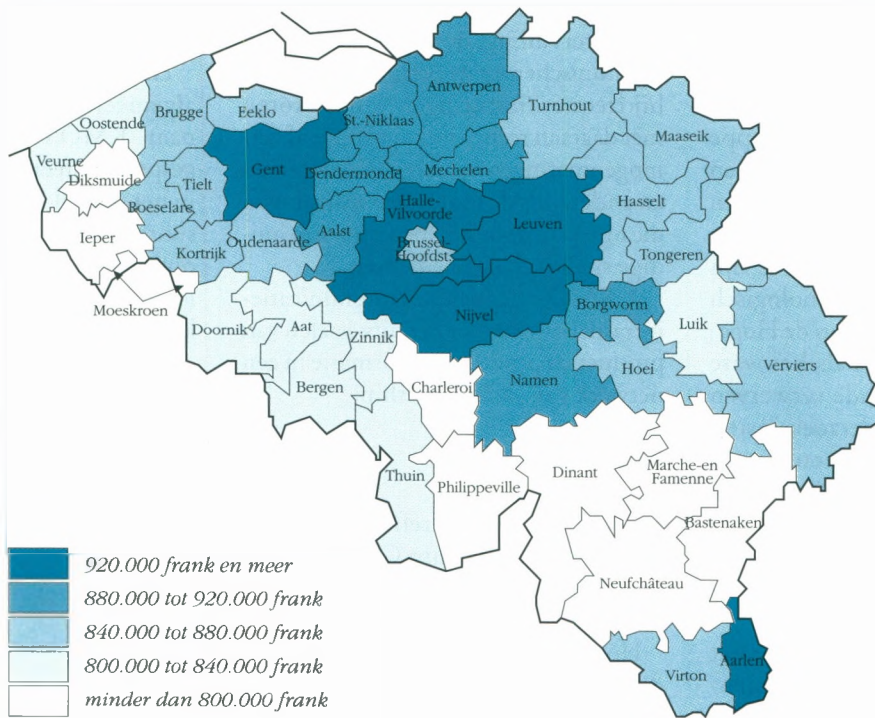 Antwerpen
Brugge
Eeklo
St.-Niklaas
Turnhout
Oostende
Maaseik
Veurne
Diksmuide
Tielt
Gent
Dendermonde
Mechelen
Hasselt
Boeselare
Halle-
Vilvoorde
Leuven
Ieper
Kortrijk
Oudenaarde
Aalst
Brussel-
Hoofdst.
Tongeren
Moeskroen
Doornik
Aat
Zinnik
Nijvel
Borgworm
Luik
Bergen
Charleroi
Namen
Hoei
Verviers
Thuin
Philippeville
Dinant
Marche-en
Famenne
Bastenaken
Neufchâteau
Virton
Aarlen
920.000 frank en meer
880.000 tot 920.000 frank
840.000 tot 880.000 frank
800.000 tot 840.000 frank
minder dan 800.000 frank